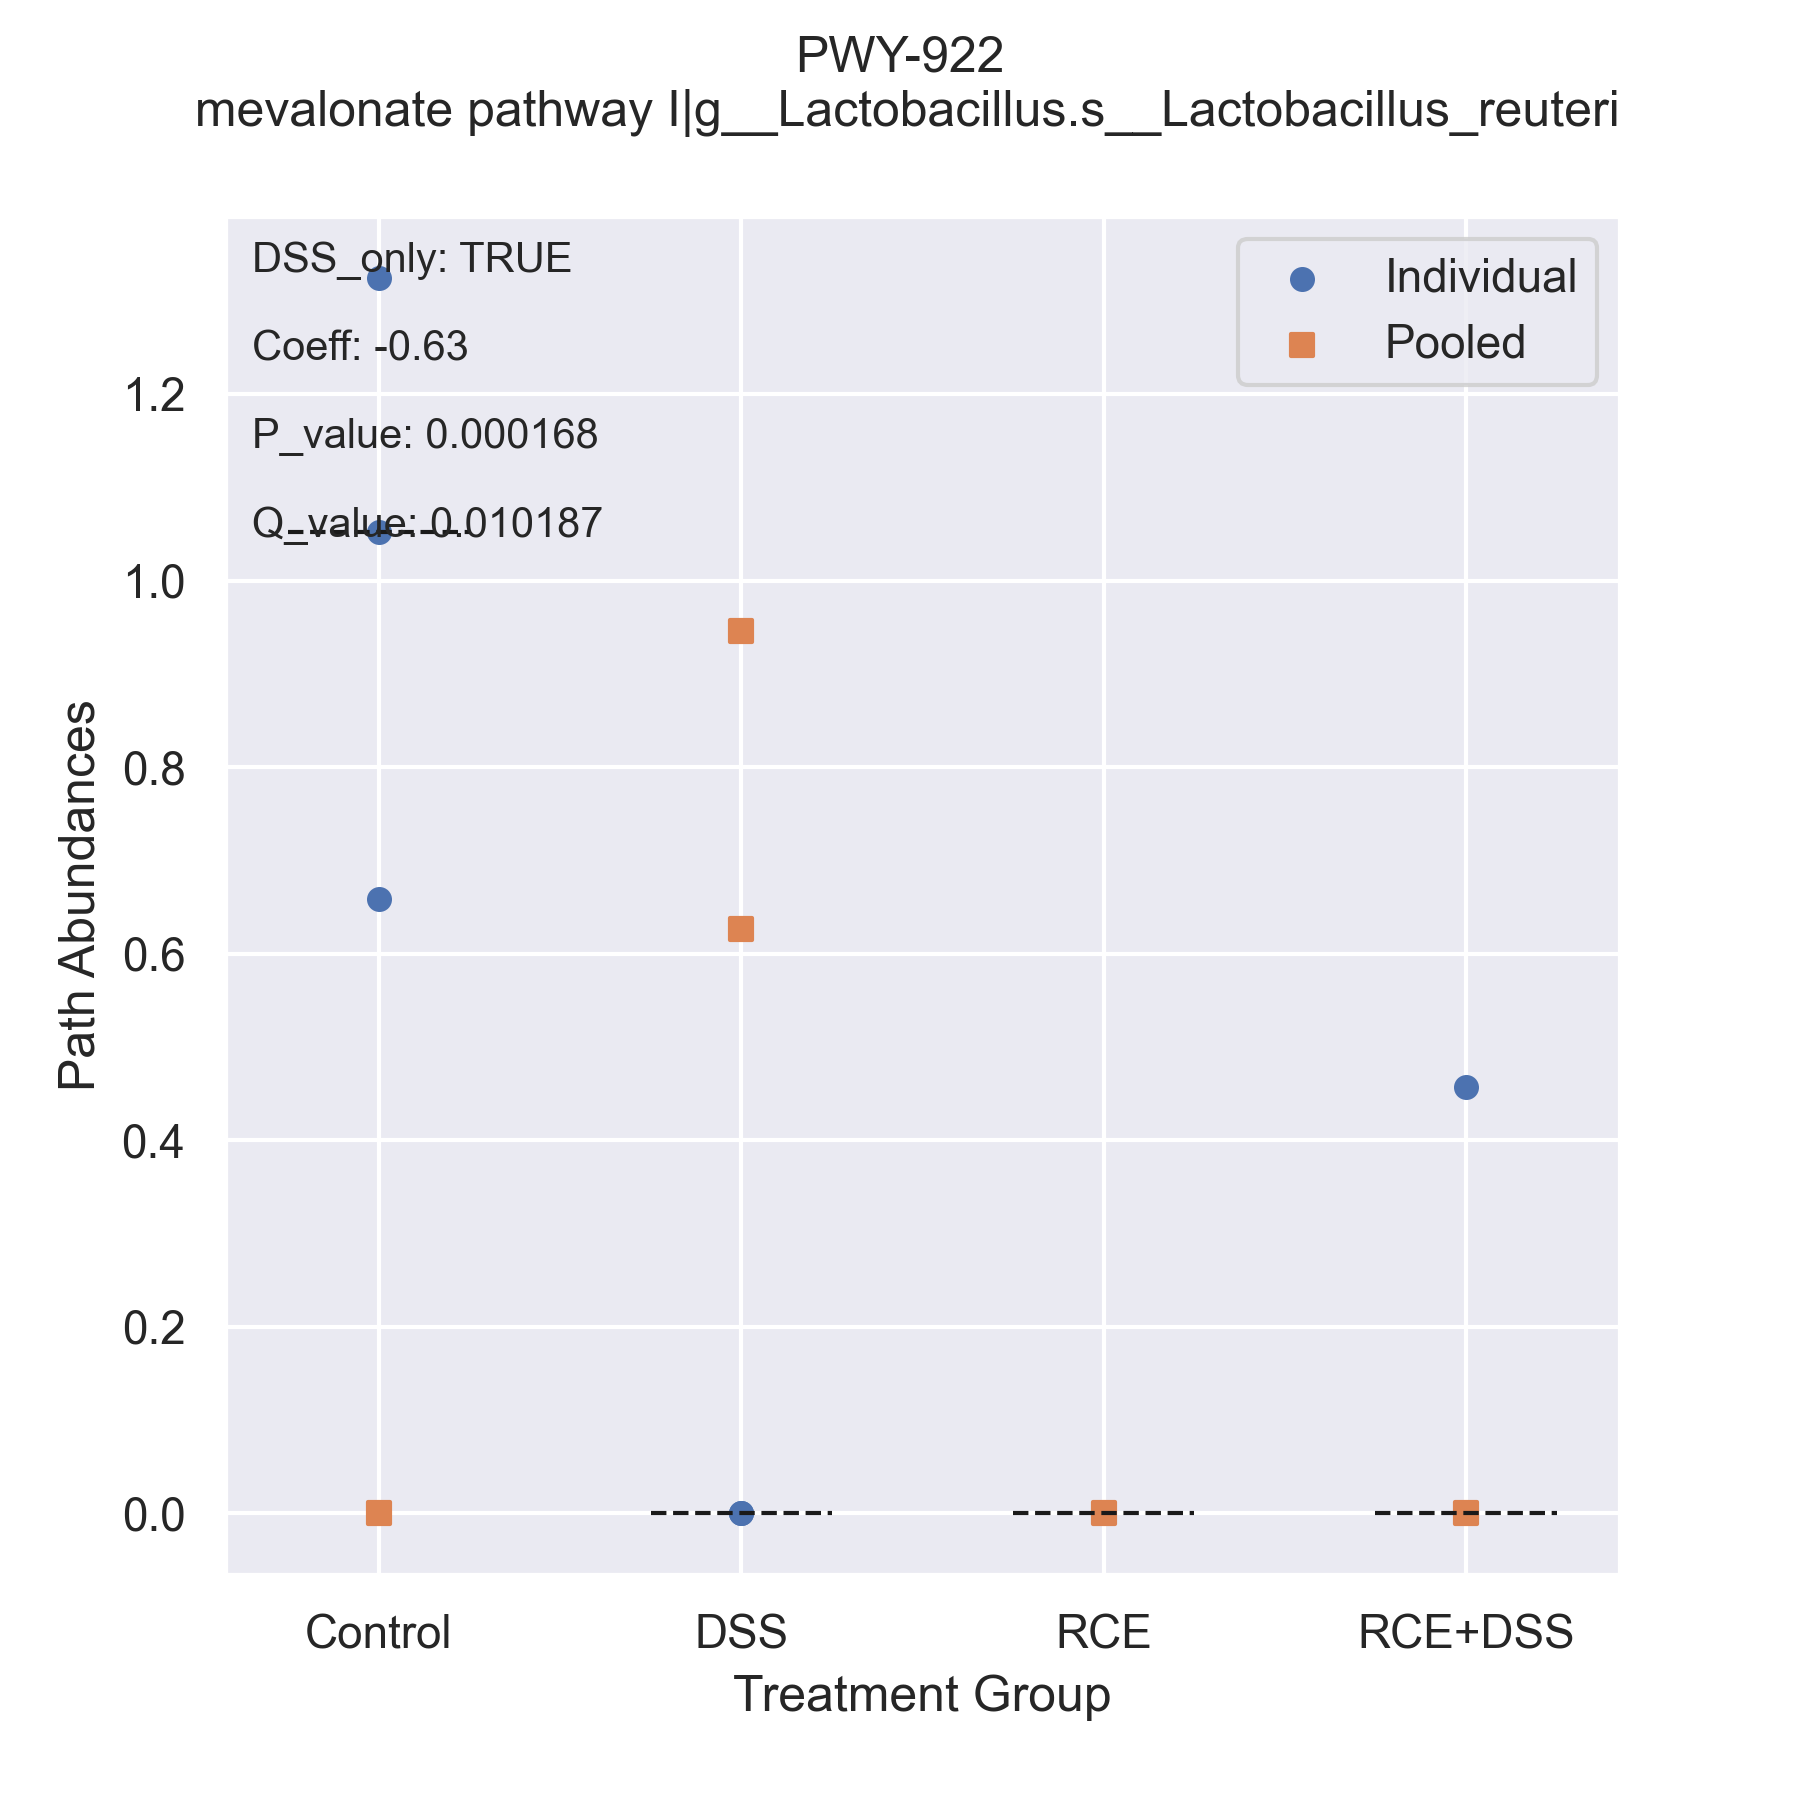 PWY-922
mevalonate pathway I|g__Lactobacillus.s__Lactobacillus_reuteri
DSS_only: TRUE
Coeff: -0.63
P_value: 0.000168
Q_value: 0.010187
Individual
Pooled
1.2
1.0
0.8
0.6
0.4
0.2
0.0
Path Abundances
Control DSS RCE RCE+DSS
Treatment Group